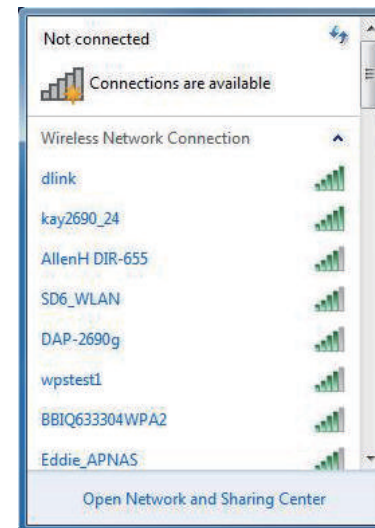 Not connected
Connections are available
Wireless Network Connection
dlink
kay2690_24
AllenH DIR-655
SD6_WLAN
DAP-2690g
wpstest1
BBIQ633304WPA2
Eddie_APNAS
Open Network and Sharing Center